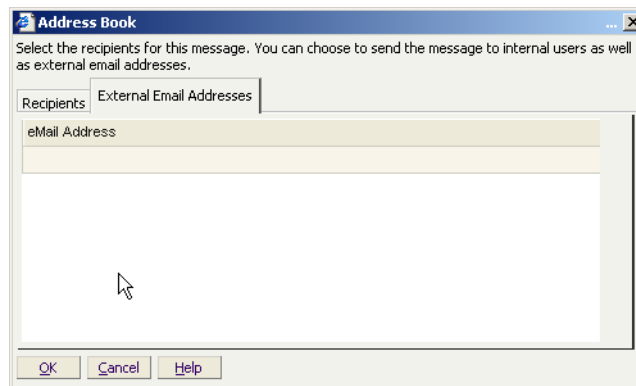 Address Book ...
Select the recipients for this message. You can choose to send the message to internal users as well
as external email addresses.
Recipients External Email Addresses
eMail Address
OK Cancel Help